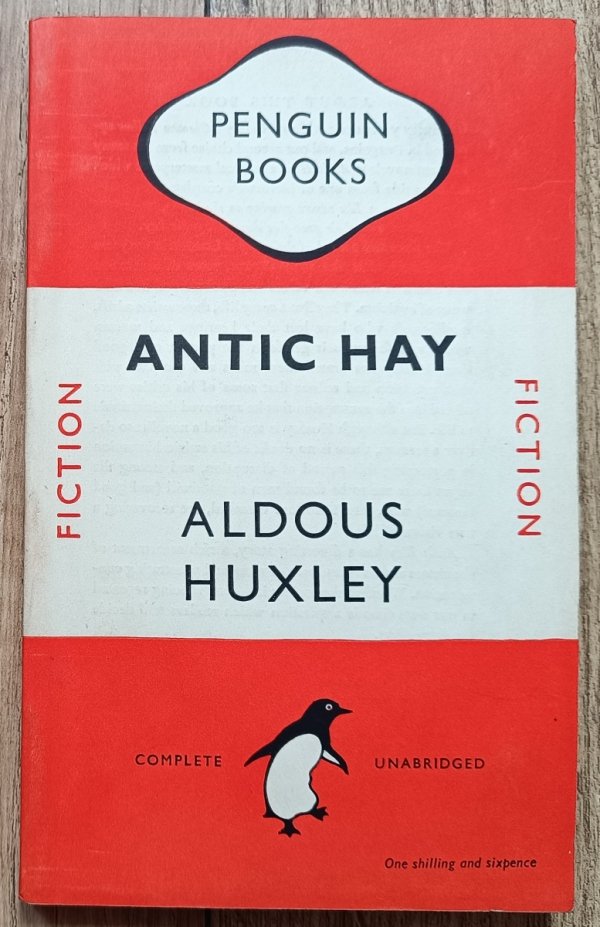 PENGUIN
BOOKS
ANTIC HAY
FICTION
FICTION
ALDOUS
HUXLEY
COMPLETE
UNABRIDGED
One shilling and sixpence